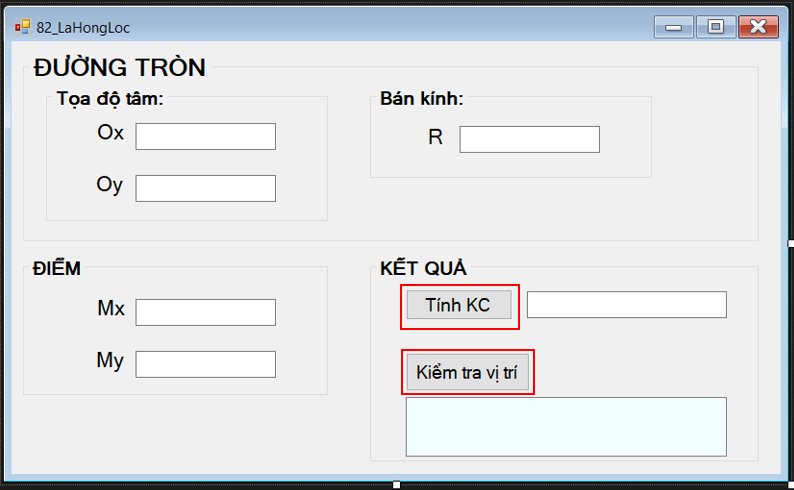 82_LaHongLoc
ĐƯỜNG TRÒN
Tọa độ tâm:
Ox
Oy
Bán kính:
R
ĐIỂM
Mx
My
KẾT QUẢ
Tính KC
Kiểm tra vị trí